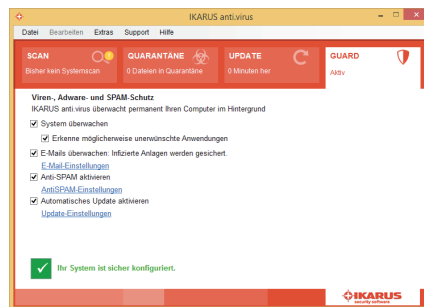 IKARUS anti.virus
Datei Bearbeiten Extras Support Hilfe
SCAN
Bisher kein Systemscan
QUARANTÄNE
0 Dateien in Quarantäne
UPDATE
0 Minuten her
GUARD
Aktiv
Viren-, Adware- und SPAM-Schutz
IKARUS anti.virus überwacht permanent Ihren Computer im Hintergrund
System überwachen
Erkenne möglicherweise unerwünschte Anwendungen
E-Mails überwachen: Infizierte Anlagen werden gesichert.
E-Mail-Einstellungen
Anti-SPAM aktivieren
AntiSPAM-Einstellungen
Automatisches Update aktivieren
Update-Einstellungen
Ihr System ist sicher konfiguriert.
IKARUS
security software